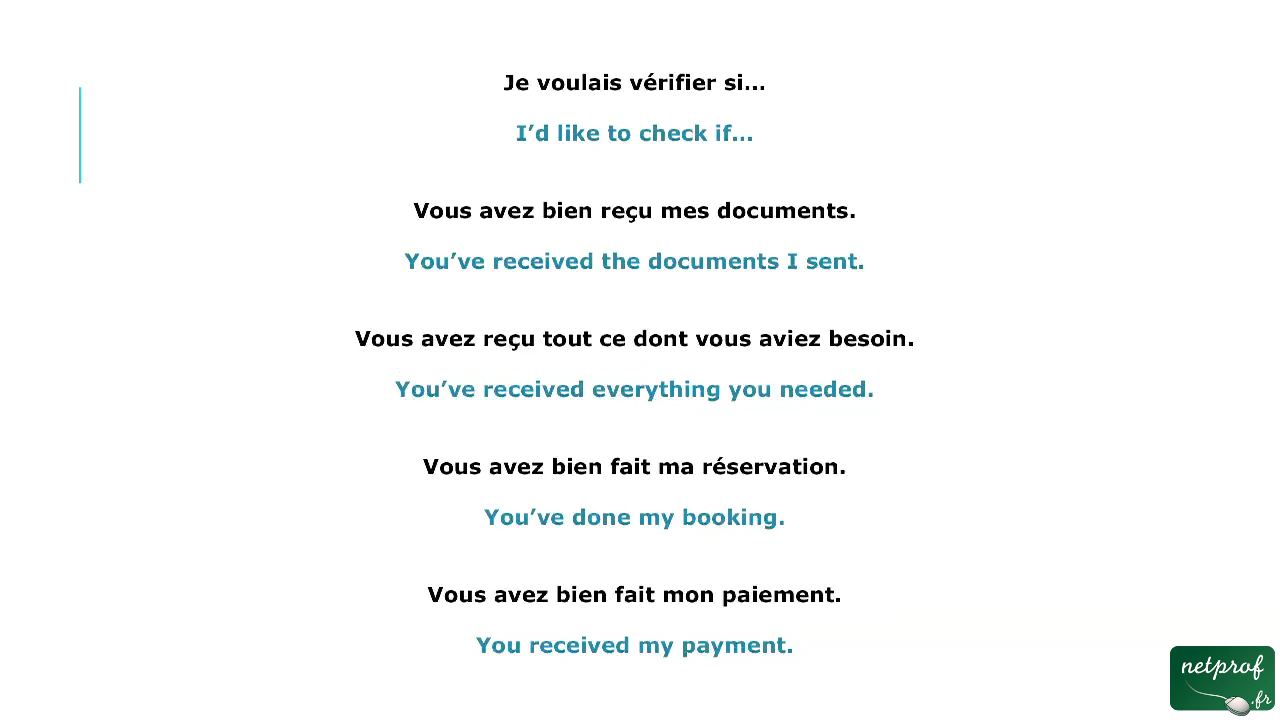 Je voulais vérifier si…
I’d like to check if…
Vous avez bien reçu mes documents.
You’ve received the documents I sent.
Vous avez reçu tout ce dont vous aviez besoin.
You’ve received everything you needed.
Vous avez bien fait ma réservation.
You’ve done my booking.
Vous avez bien fait mon paiement.
You received my payment.
netprof
.fr